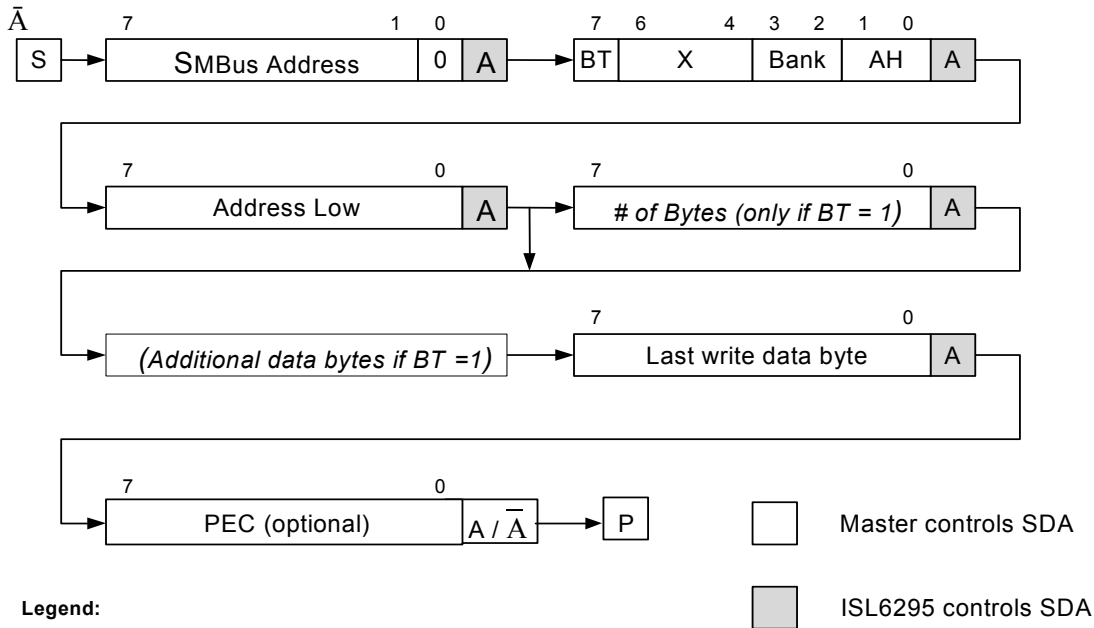 Ā
7 1 0 7 6 4 3 2 1 0
S SMBus Address 0 A BT X Bank AH A
7 0 7 0
Address Low A # of Bytes (only if BT = 1) A
7 0
(Additional data bytes if BT =1) Last write data byte A
7 0
PEC (optional) A / Ā P Master controls SDA
Legend: ISL6295 controls SDA